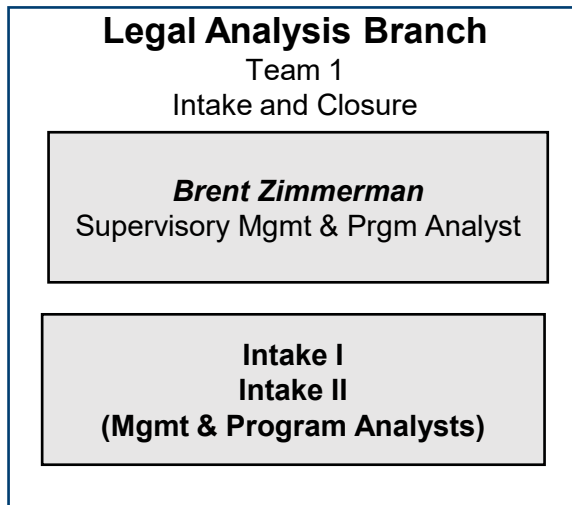 Legal Analysis Branch
Team 1
Intake and Closure
Brent Zimmerman
Supervisory Mgmt & Prgm Analyst
Intake I
Intake II
(Mgmt & Program Analysts)